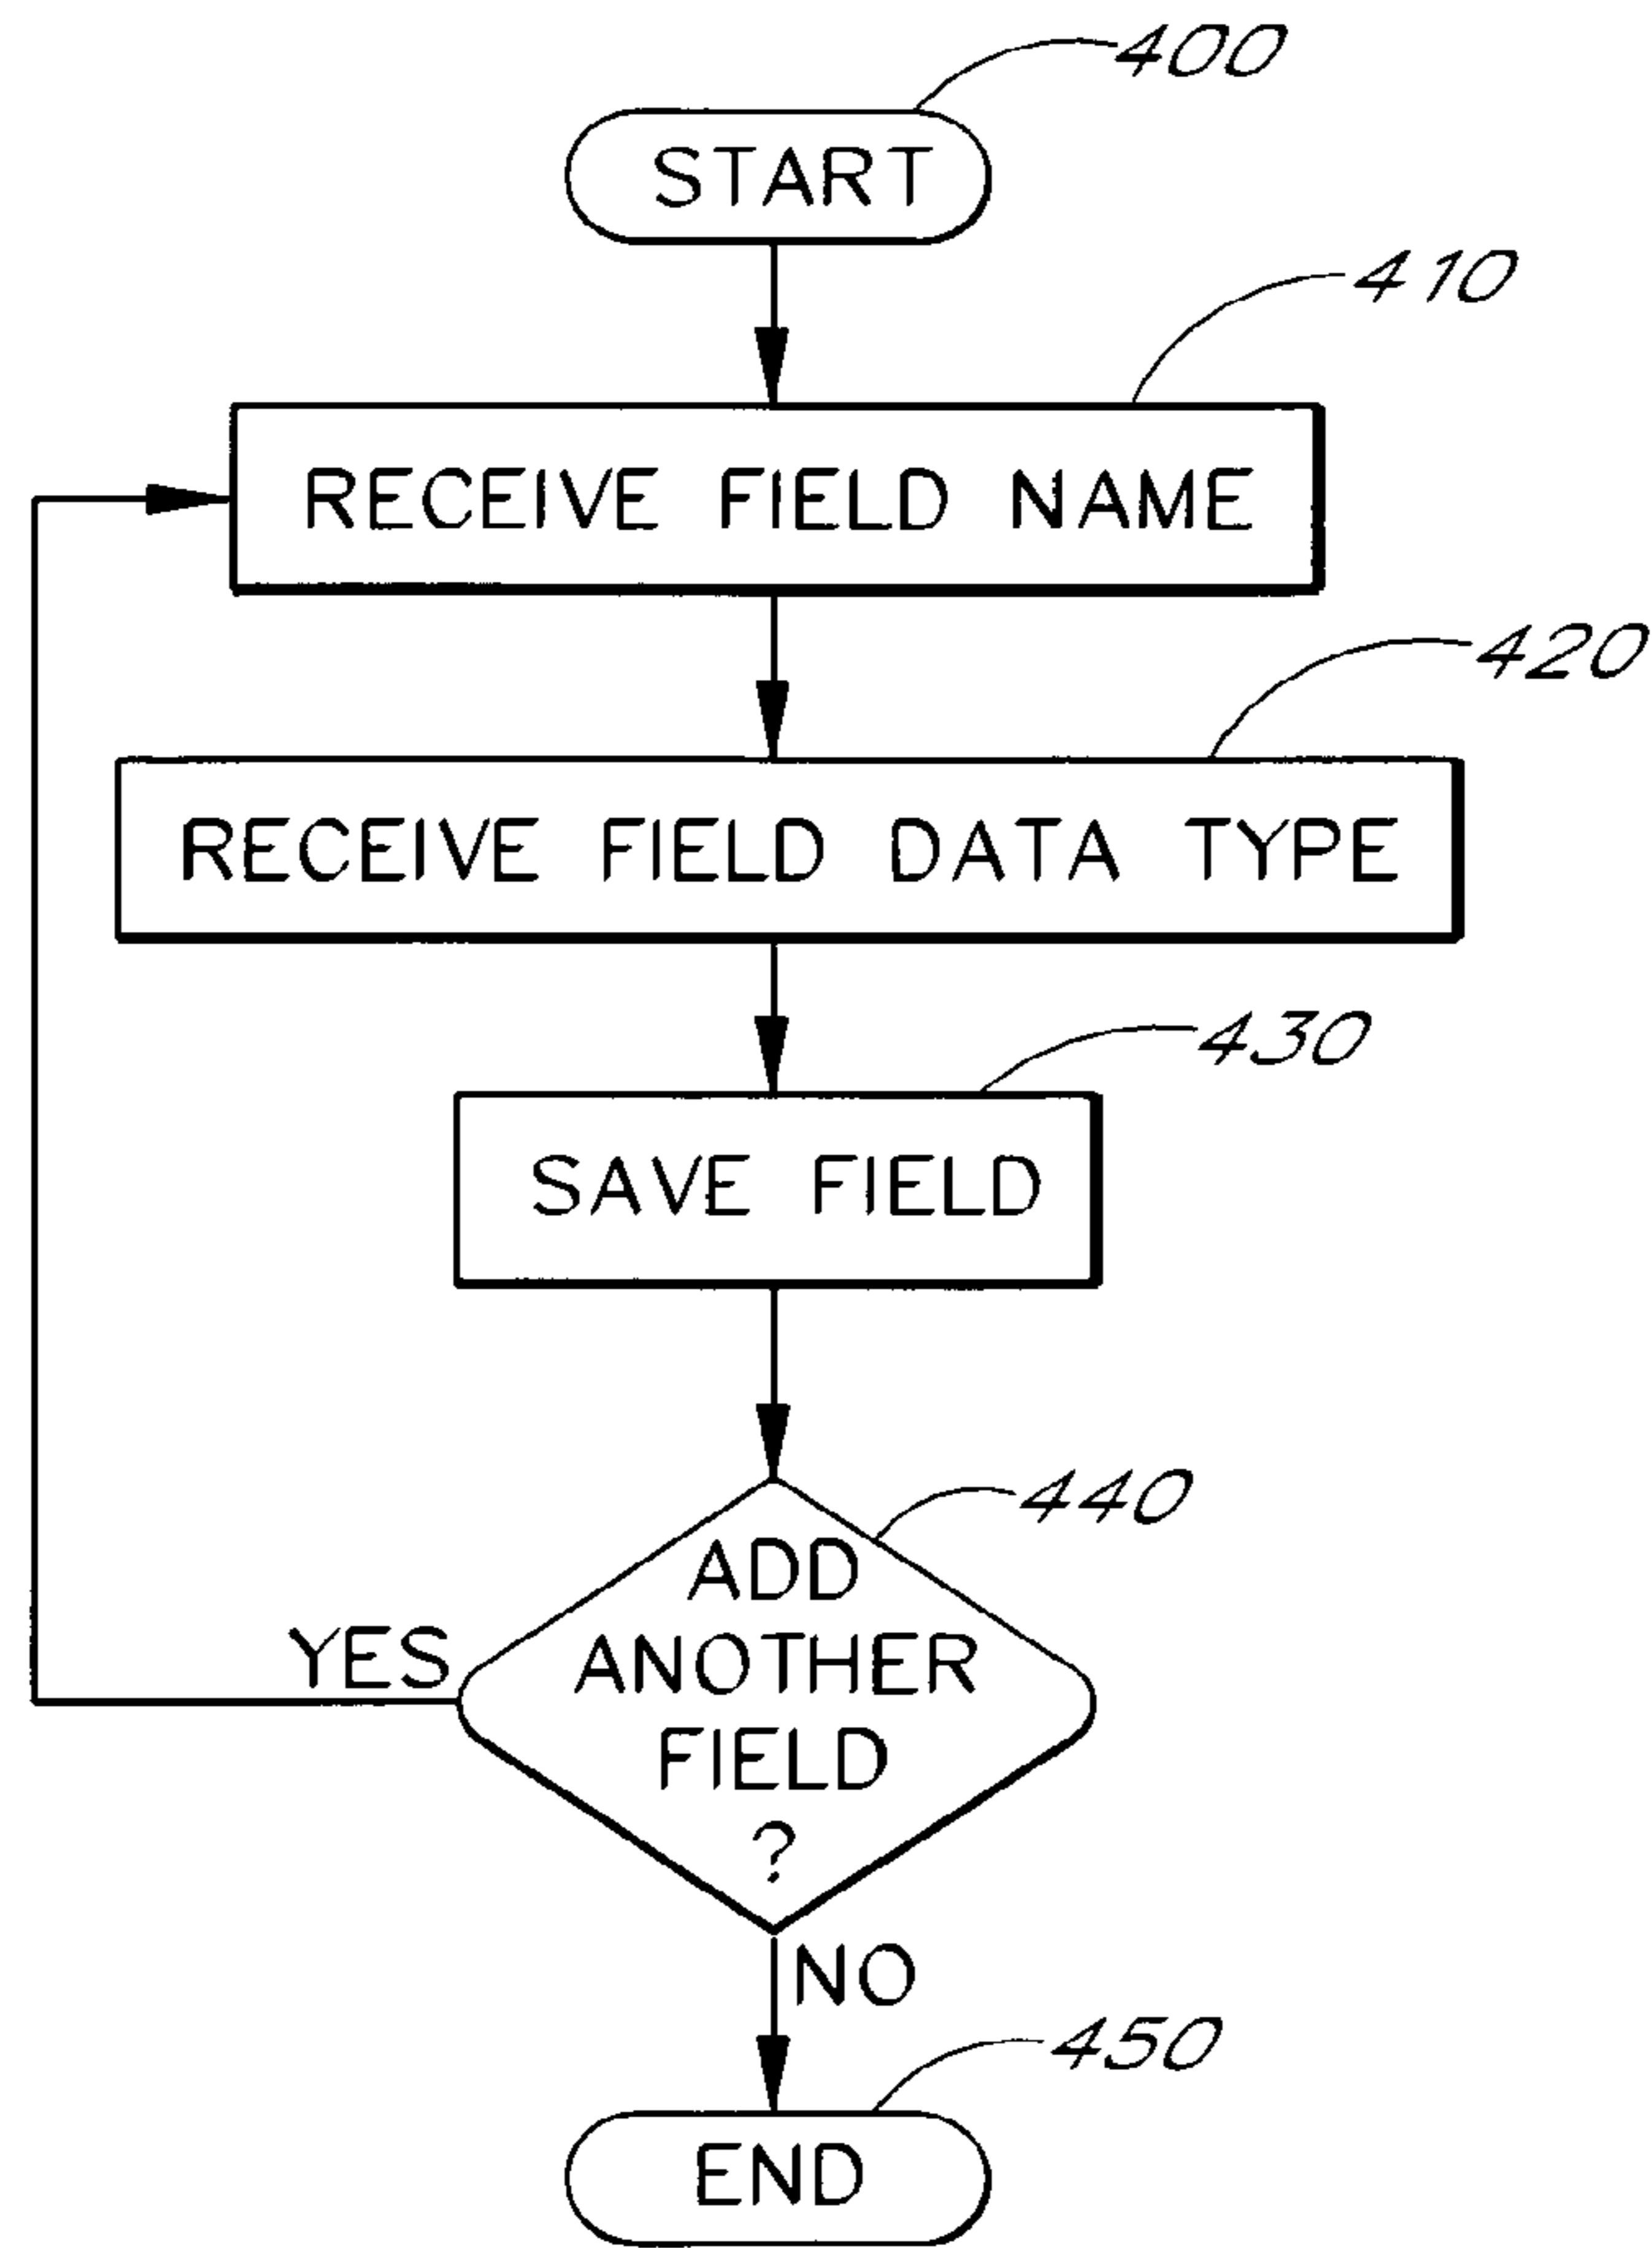 400
START
410
RECEIVE FIELD NAME
420
RECEIVE FIELD DATA TYPE
430
SAVE FIELD
440
ADD
ANOTHER
FIELD
?
YES
NO
450
END